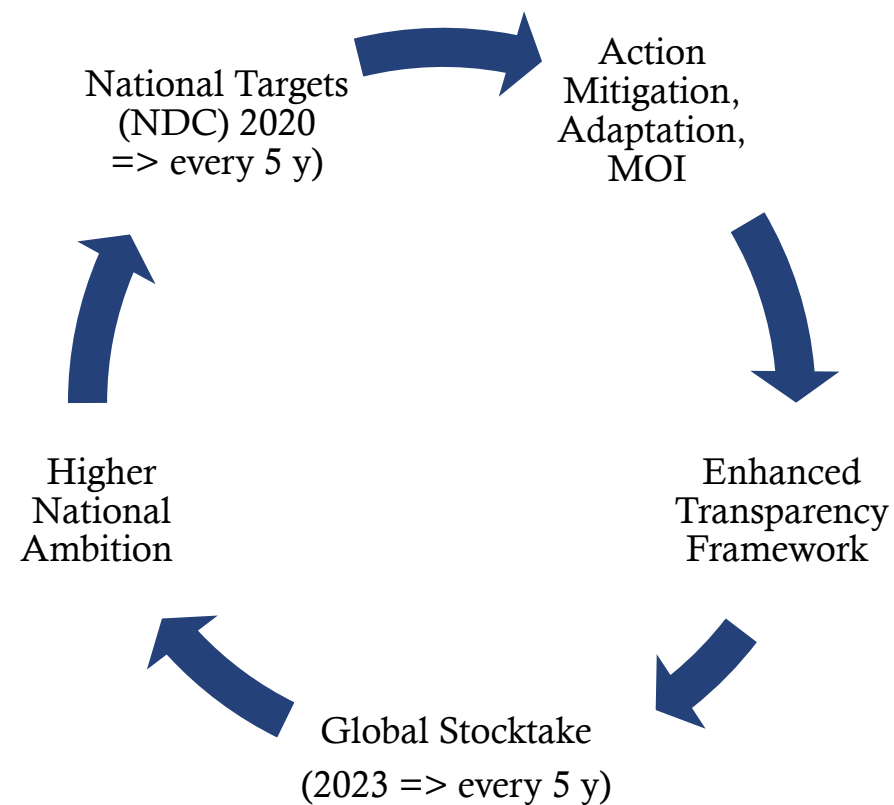 National Targets
(NDC) 2020
=> every 5 y)
Action
Mitigation,
Adaptation,
MOI
Enhanced
Transparency
Framework
Global Stocktake
(2023 => every 5 y)
Higher
National
Ambition